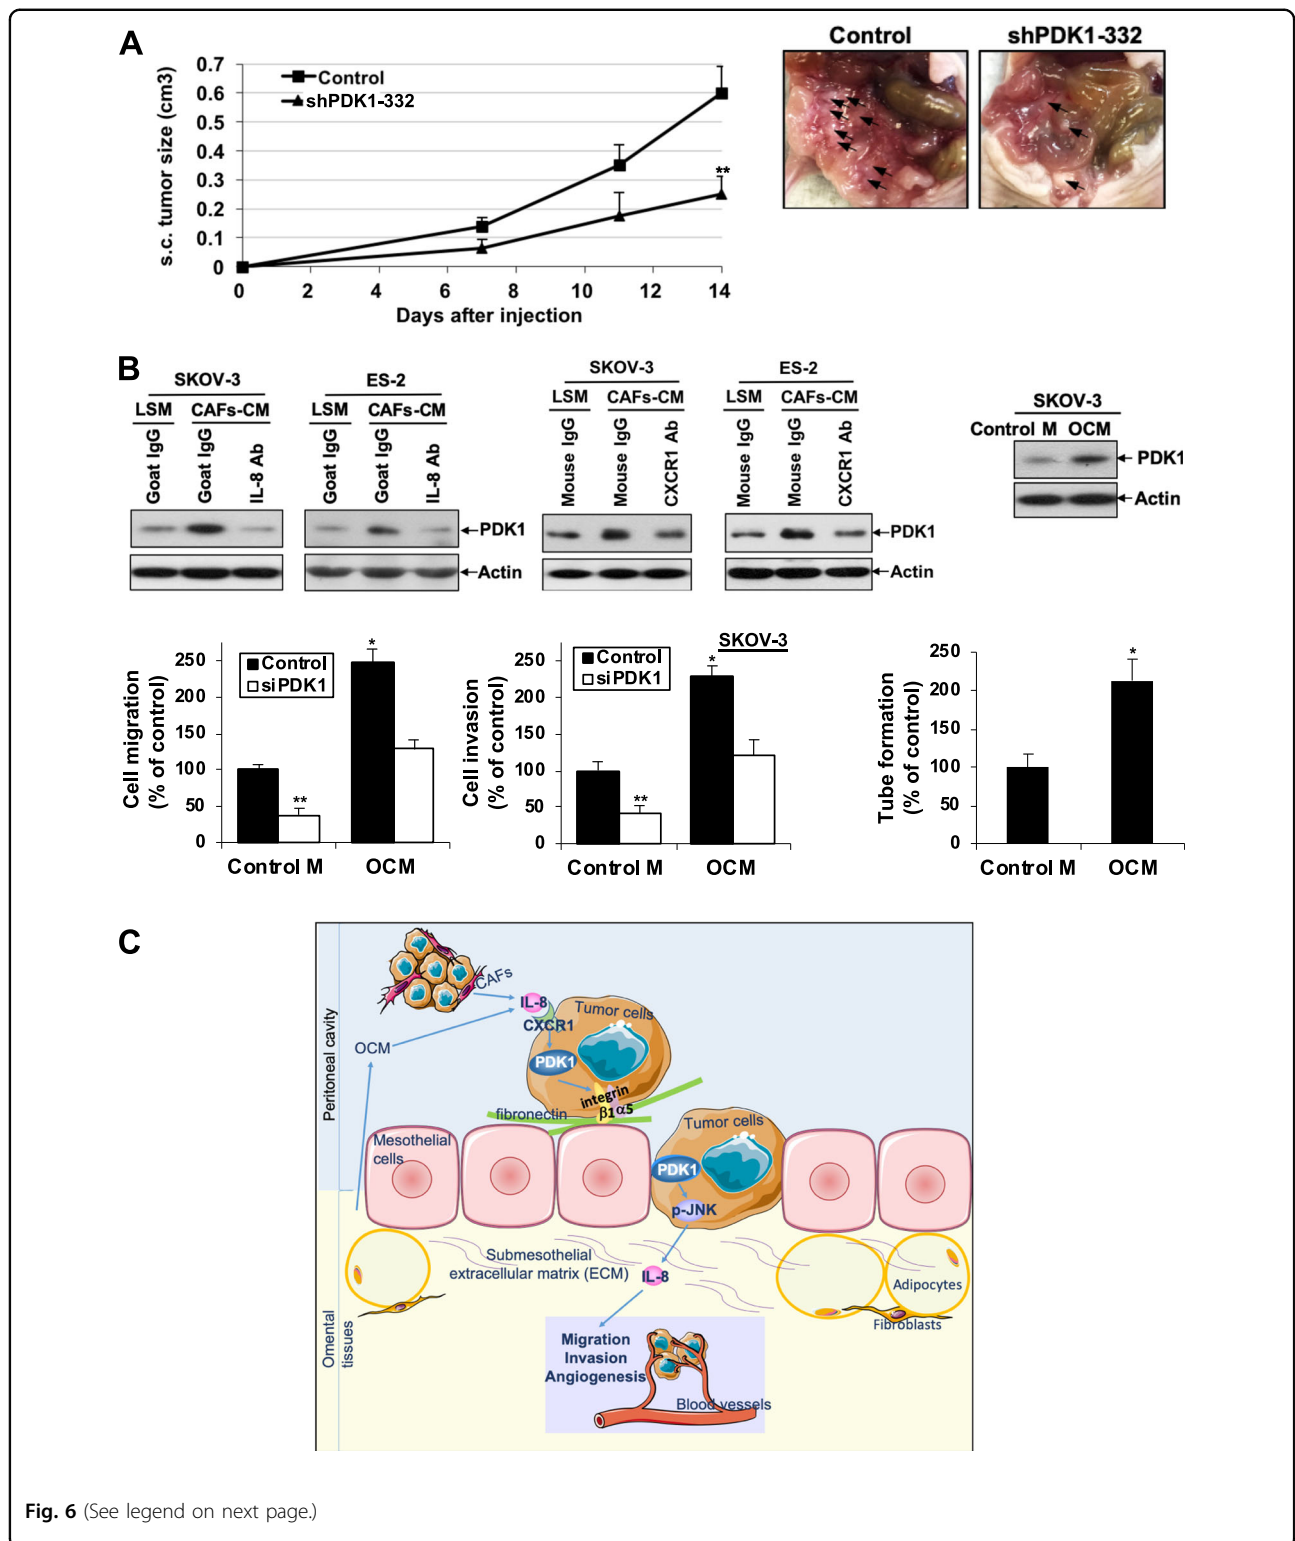 A
s.c. tumor size (cm3)
0.7
0.6
0.5
0.4
0.3
0.2
0.1
0
Control
shPDK1-332
**
0 2 4 6 8 10 12 14
Days after injection
Control
shPDK1-332
B
SKOV-3
LSM CAFs-CM
Goat IgG
Goat IgG
IL-8 Ab
ES-2
LSM CAFs-CM
Goat IgG
Goat IgG
IL-8 Ab
PDK1
Actin
SKOV-3
LSM CAFs-CM
Mouse IgG
Mouse IgG
CXCR1 Ab
ES-2
LSM CAFs-CM
Mouse IgG
Mouse IgG
CXCR1 Ab
PDK1
Actin
SKOV-3
Control M OCM
PDK1
Actin
Cell migration
(% of control)
250
200
150
100
50
0
Control
siPDK1
**
*
Control M OCM
Cell invasion
(% of control)
250
200
150
100
50
0
Control
siPDK1
SKOV-3
**
*
Control M OCM
Tube formation
(% of control)
250
200
150
100
50
0
*
Control M OCM
C
Peritoneal cavity
CAFs
IL-8
CXCR1
Tumor cells
OCM
PDK1
integrin
β1 α5
fibronectin
Mesothelial
cells
Tumor cells
PDK1
p-JNK
Submesothelial
extracellular matrix (ECM)
IL-8
Adipocytes
Fibroblasts
Omental
tissues
Migration
Invasion
Angiogenesis
Blood vessels
Fig. 6 (See legend on next page.)